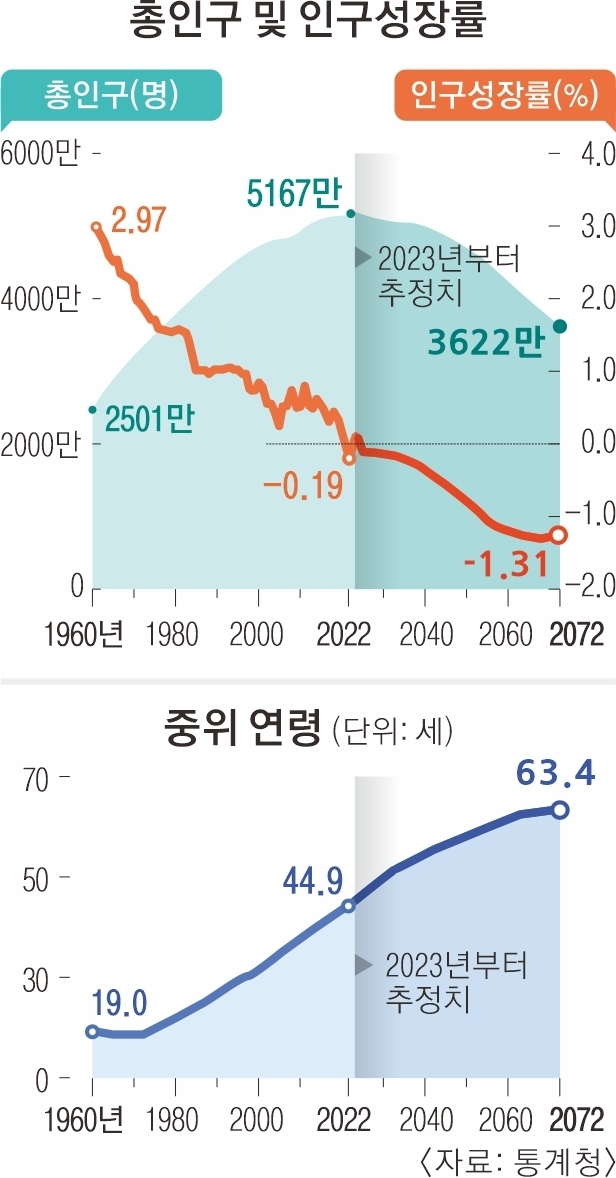 총인구 및 인구성장률
총인구(명)
인구성장률(%)
6000만
4.0
5167만
2.97
3.0
2023년부터
추정치
4000만
2.0
3622만
1.0
2501만
2000만
0.0
-0.19
-1.0
-1.31
0
-2.0
1960년 1980 2000 2022 2040 2060 2072
중위 연령 (단위: 세)
70
63.4
50
44.9
2023년부터
추정치
30
19.0
0
1960년 1980 2000 2022 2040 2060 2072
〈자료: 통계청〉